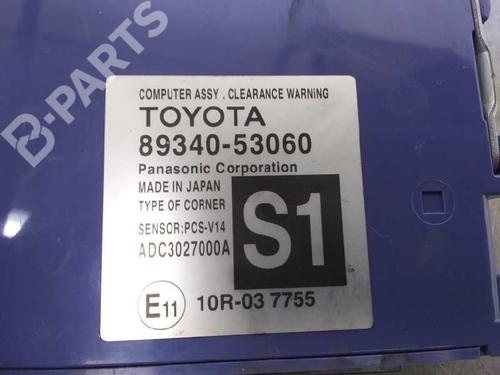 B-PARTS
COMPUTER ASSY . CLEARANCE WARNING
TOYOTA
89340-53060
Panasonic Corporation
MADE IN JAPAN
TYPE OF CORNER
SENSOR:PCS-V14
ADC3027000A
S1
E11 10R-03 7755